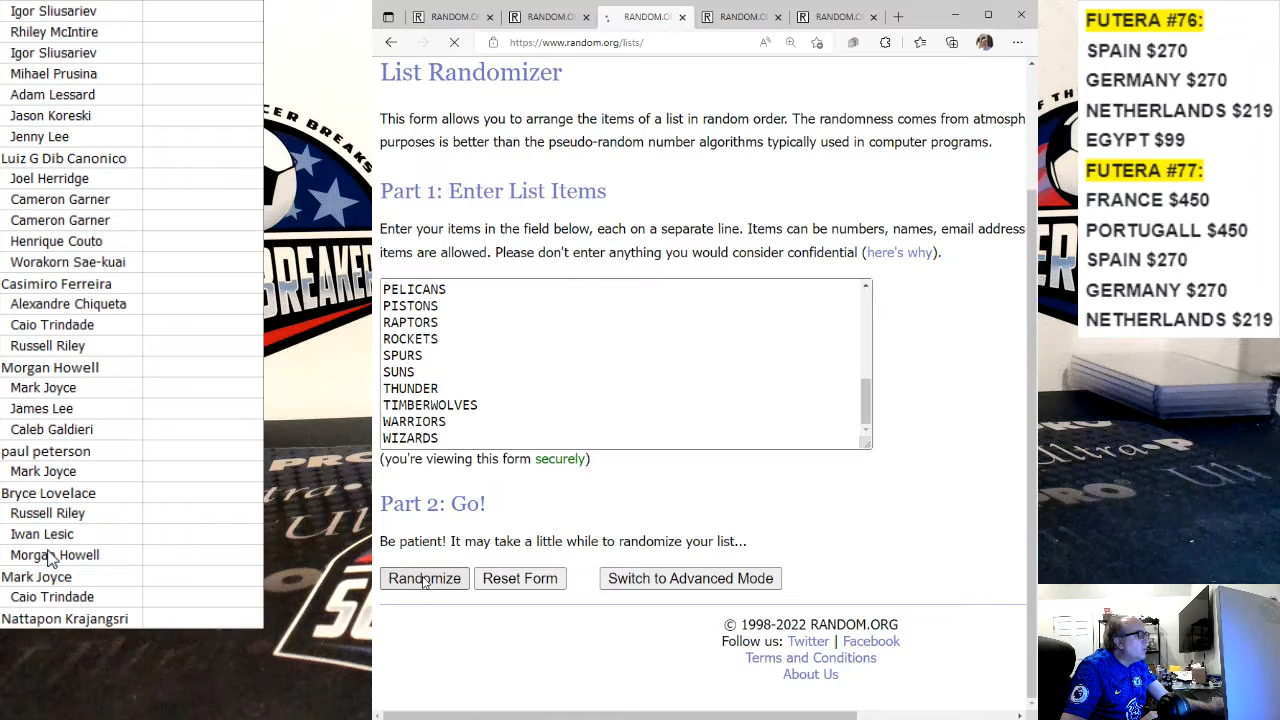 Igor Sliusariev
Rhiley McIntire
Igor Sliusariev
Mihael Prusina
Adam Lessard
Jason Koreski
Jenny Lee
Luiz G Dib Canonico
Joel Herridge
Cameron Garner
Cameron Garner
Henrique Couto
Worakorn Sae-kuai
Casimiro Ferreira
Alexandre Chiqueta
Caio Trindade
Russell Riley
Morgan Howell
Mark Joyce
James Lee
Caleb Galdieri
paul peterson
Mark Joyce
Bryce Lovelace
Russell Riley
Iwan Lesic
Morgan Howell
Mark Joyce
Caio Trindade
Nattapon Krajangsri
RANDOM.OR
RANDOM.OR
RANDOM.OR
RANDOM.OR
RANDOM.OR
https://www.random.org/lists/
List Randomizer
This form allows you to arrange the items of a list in random order. The randomness comes from atmosph
purposes is better than the pseudo-random number algorithms typically used in computer programs.
Part 1: Enter List Items
Enter your items in the field below, each on a separate line. Items can be numbers, names, email address
items are allowed. Please don't enter anything you would consider confidential (here's why).
PELICANS
PISTONS
RAPTORS
ROCKETS
SPURS
SUNS
THUNDER
TIMBERWOLVES
WARRIORS
WIZARDS
(you're viewing this form securely)
Part 2: Go!
Be patient! It may take a little while to randomize your list...
Randomize
Reset Form
Switch to Advanced Mode
© 1998-2022 RANDOM.ORG
Follow us: Twitter | Facebook
Terms and Conditions
About Us
FUTERA #76:
SPAIN $270
GERMANY $270
NETHERLANDS $219
EGYPT $99
FUTERA #77:
FRANCE $450
PORTUGALL $450
SPAIN $270
GERMANY $270
NETHERLANDS $219